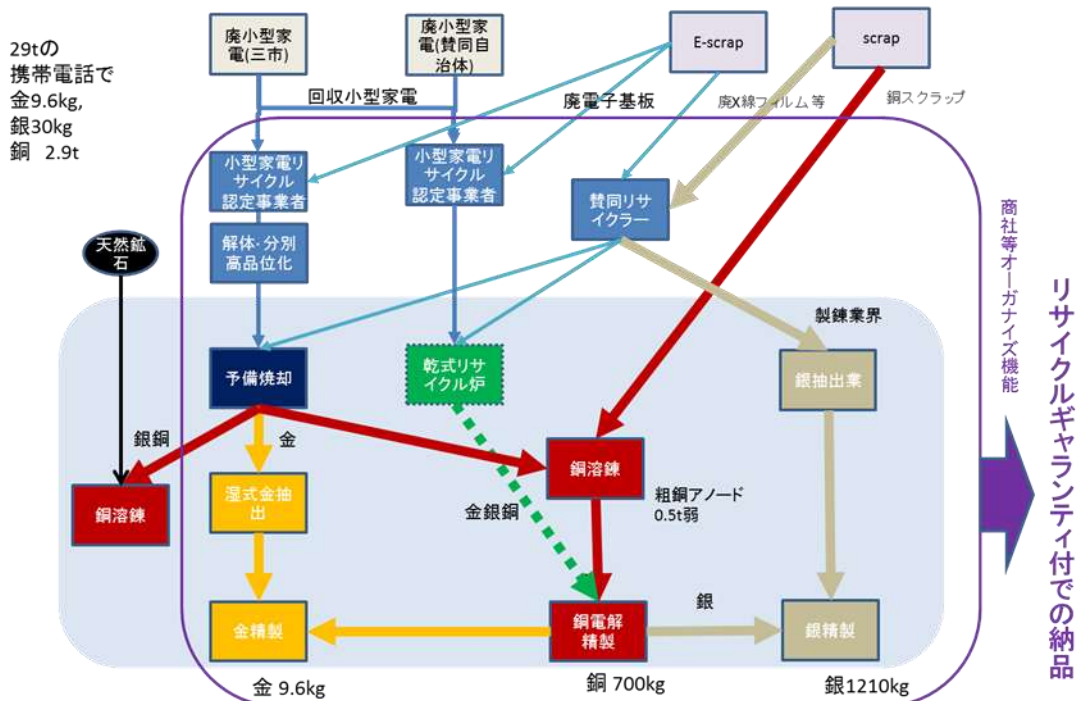 29tの
携帯電話で
金9.6kg,
銀30kg
銅 2.9t
廃小型家
電(三市)
廃小型家
電(賛同自
治体)
E-scrap
scrap
回収小型家電
廃電子基板
廃X線フィルム等
銅スクラップ
小型家電リ
サイクル
認定事業者
小型家電リ
サイクル
認定事業者
賛同リサ
イクラー
解体・分別
高品位化
天然鉱
石
商社等オーガナイズ機能
リサイクルギャランティ付での納品
製錬業界
予備焼却
乾式リサ
イクル炉
銀抽出業
銀銅
金
銅溶錬
湿式金抽
出
金銀銅
銅溶錬
粗銅アノード
0.5t弱
金精製
銅電解
精製
銀
銀精製
金 9.6kg
銅 700kg
銀1210kg